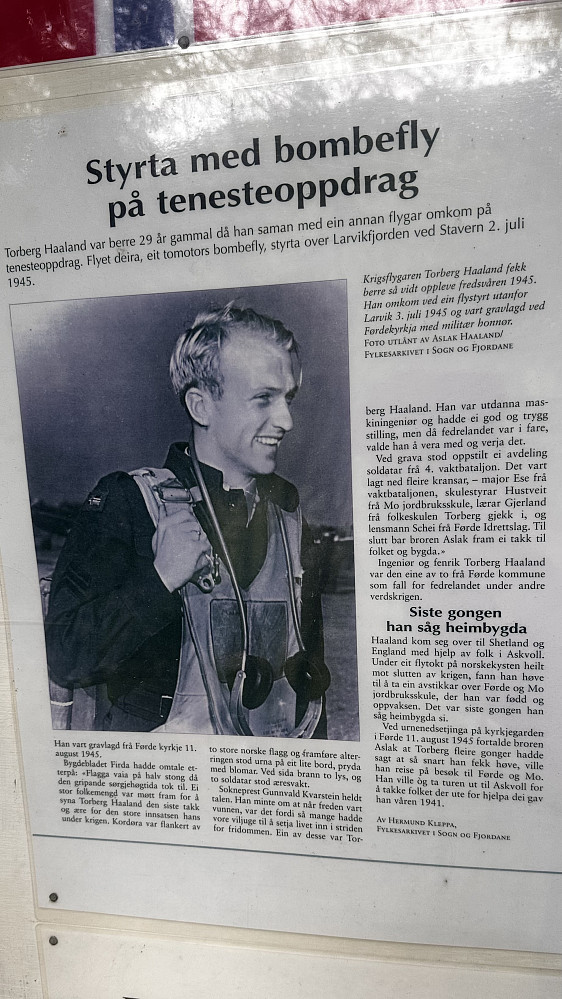 Styrta med bombefly
på tenesteoppdrag
Torberg Haaland var berre 29 år gammal då han saman med ein annan flygar omkom på
tenesteoppdrag. Flyet deira, eit tomotors bombefly, styrta over Larvikfjorden ved Stavern 2. juli
1945.
Krigsflygaren Torberg Haaland fekk
berre så vidt oppleve fredsvåren 1945.
Han omkom ved ein flystyrt utanfor
Larvik 3. juli 1945 og vart gravlagd ved
Førdekyrkja med militær honnør.
FOTO UTLÅNT AV ASLAK HAALAND/
FYLKESARKIVET I SOGN OG FJORDANE
Han vart gravlagd frå Førde kyrkje 11.
august 1945.
Bygdebladet Firda hadde omtale et-
terpå: «Flagga vaia på halv stong då
den gripande sørgjehøgtida tok til. Ei
stor folkemengd var møtt fram for å
syna Torberg Haaland den siste takk
og ære for den store innsatsen hans
under krigen. Kordøra var flankert av
to store norske flagg og framføre alter-
ringen stod urna på eit lite bord, pryda
med blomar. Ved sida brann to lys, og
to soldatar stod æresvakt.
Sokneprest Gunnvald Kvarstein heldt
talen. Han minte om at når freden vart
vunnen, var det fordi så mange hadde
vore viljuge til å setja livet inn i striden
for fridommen. Ein av desse var Tor-
berg Haaland. Han var utdanna mas-
kiningeniør og hadde ei god og trygg
stilling, men då fedrelandet var i fare,
valde han å vera med og verja det.
Ved grava stod oppstilt ei avdeling
soldatar frå 4. vaktbataljon. Det vart
lagt ned fleire kransar, – major Ese frå
vaktbataljonen, skulestyrar Hustveit
frå Mo jordbruksskule, lærar Gjerland
frå folkeskulen Torberg gjekk i, og
lensmann Schei frå Førde Idrettslag. Til
slutt bar broren Aslak fram ei takk til
folket og bygda.»
Ingeniør og fenrik Torberg Haaland
var den eine av to frå Førde kommune
som fall for fedrelandet under andre
verdskrigen.
Siste gongen
han såg heimbygda
Haaland kom seg over til Shetland og
England med hjelp av folk i Askvoll.
Under eit flytokt på norskekysten heilt
mot slutten av krigen, fann han høve
til å ta ein avstikkar over Førde og Mo
jordbruksskule, der han var fødd og
oppvaksen. Det var siste gongen han
såg heimbygda si.
Ved urnenedsetjinga på kyrkjegarden
i Førde 11. august 1945 fortalde broren
Aslak at Torberg fleire gonger hadde
sagt at så snart han fekk høve, ville
han reise på besøk til Førde og Mo.
Han ville òg ta turen ut til Askvoll for
å takke folket der ute for hjelpa dei gav
han våren 1941.
AV HERMUND KLEPPA,
FYLKESARKIVET I SOGN OG FJORDANE